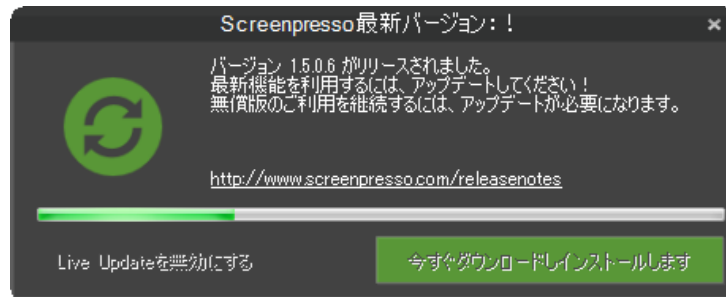 Screenpresso最新バージョン：！
バージョン 1.5.0.6 がリリースされました。
最新機能を利用するには、アップデートしてください！
無償版のご利用を継続するには、アップデートが必要になります。
http://www.screenpresso.com/releasenotes
Live Updateを無効にする
今すぐダウンロードしインストールします